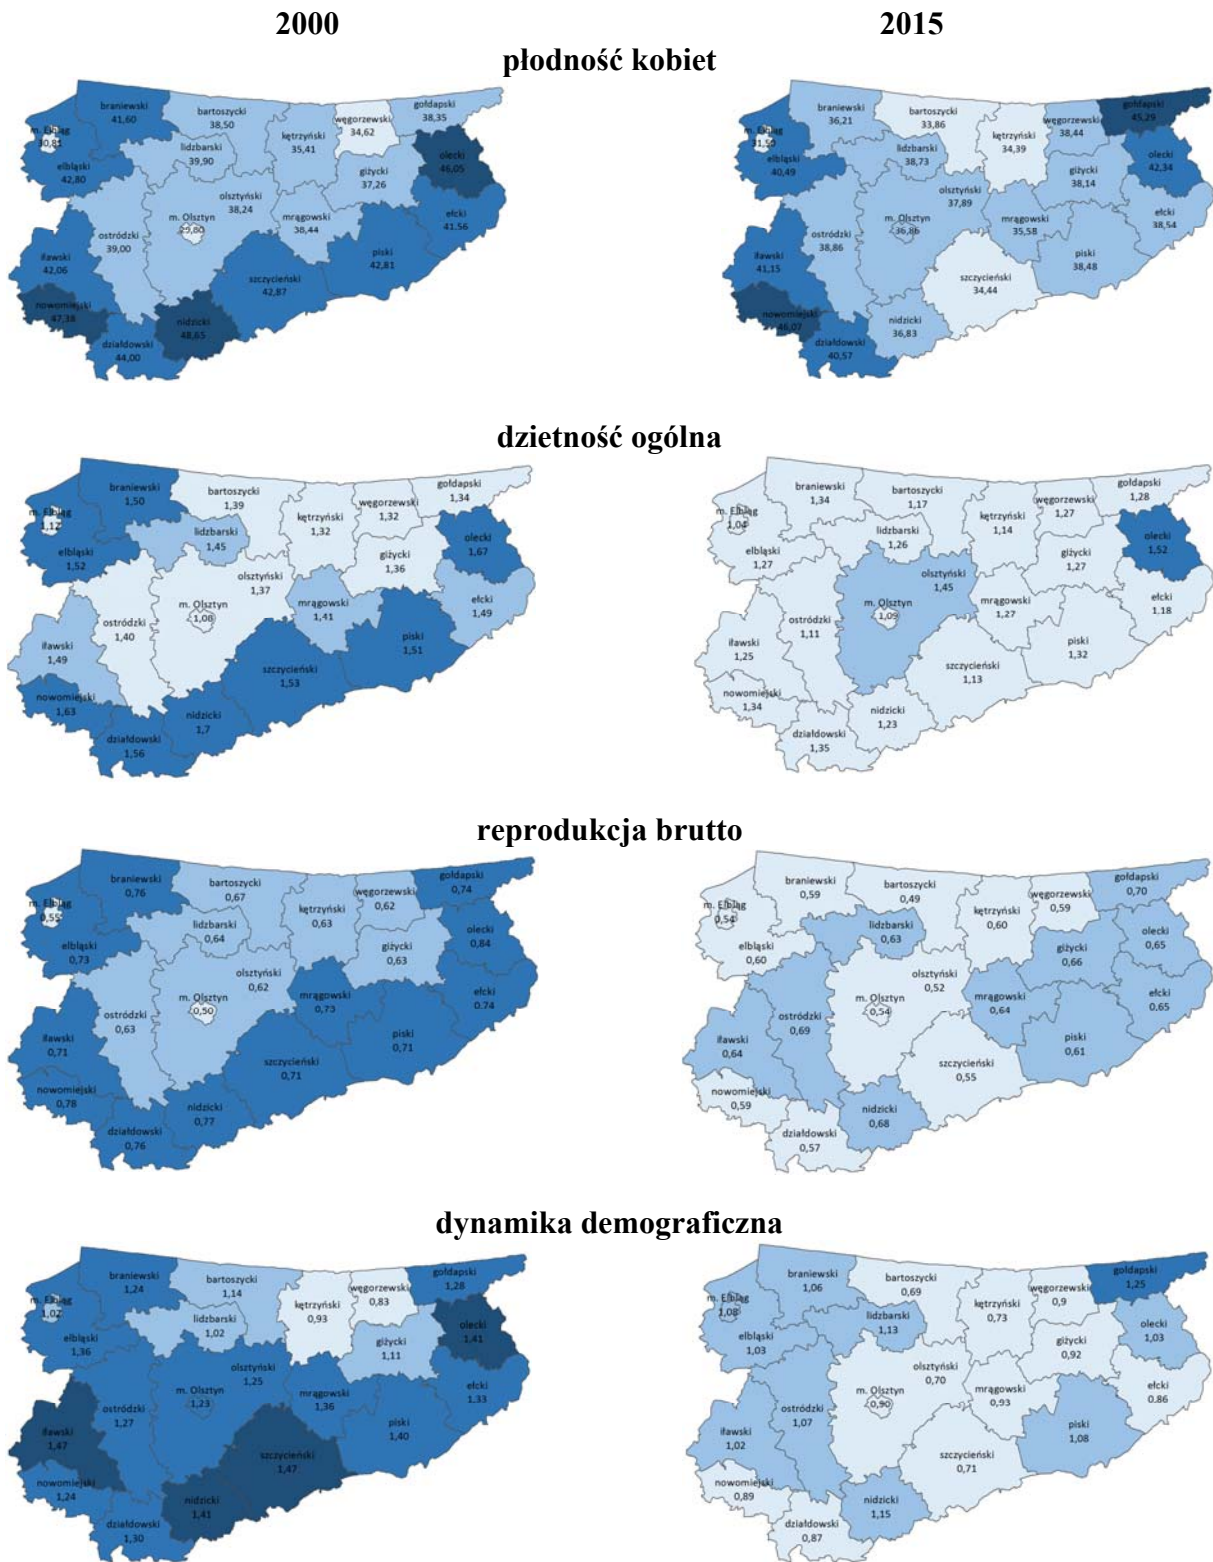 2000
2015
płodność kobiet
braniewski
41,60
bartoszycki
38,50
gołdapski
38,35
węgorzewski
34,62
kętrzyński
35,41
m. Elbląg
30,81
lidzbarski
39,90
olecki
46,05
elbląski
42,80
giżycki
37,26
olsztyński
38,24
m. Olsztyn
29,80
mrągowski
38,44
ełcki
41,56
ostródzki
39,00
piski
42,81
iławski
42,06
szczycieński
42,87
nowomiejski
47,38
nidzicki
48,65
działdowski
44,00
braniewski
36,21
bartoszycki
33,86
gołdapski
45,29
węgorzewski
38,44
kętrzyński
34,39
m. Elbląg
31,50
lidzbarski
38,73
olecki
42,34
elbląski
40,49
giżycki
38,14
olsztyński
37,89
m. Olsztyn
36,86
mrągowski
35,58
ełcki
38,54
ostródzki
38,86
piski
38,48
iławski
41,15
szczycieński
34,44
nowomiejski
46,07
nidzicki
36,83
działdowski
40,57
dzietność ogólna
braniewski
1,50
bartoszycki
1,39
gołdapski
1,34
węgorzewski
1,32
kętrzyński
1,32
m. Elbląg
1,12
lidzbarski
1,45
olecki
1,67
elbląski
1,52
giżycki
1,36
olsztyński
1,37
m. Olsztyn
1,08
mrągowski
1,41
ełcki
1,49
ostródzki
1,40
piski
1,51
iławski
1,49
szczycieński
1,53
nowomiejski
1,63
nidzicki
1,7
działdowski
1,56
braniewski
1,34
bartoszycki
1,17
gołdapski
1,28
węgorzewski
1,27
kętrzyński
1,14
m. Elbląg
1,04
lidzbarski
1,26
olecki
1,52
elbląski
1,27
giżycki
1,27
olsztyński
1,45
m. Olsztyn
1,09
mrągowski
1,27
ełcki
1,18
ostródzki
1,11
piski
1,32
iławski
1,25
szczycieński
1,13
nowomiejski
1,34
nidzicki
1,23
działdowski
1,35
reprodukcja brutto
braniewski
0,76
bartoszycki
0,67
gołdapski
0,74
węgorzewski
0,62
kętrzyński
0,63
m. Elbląg
0,55
lidzbarski
0,64
olecki
0,84
elbląski
0,73
giżycki
0,63
olsztyński
0,62
m. Olsztyn
0,50
mrągowski
0,73
ełcki
0,74
ostródzki
0,63
piski
0,71
iławski
0,71
szczycieński
0,71
nowomiejski
0,78
nidzicki
0,77
działdowski
0,76
braniewski
0,59
bartoszycki
0,49
gołdapski
0,70
węgorzewski
0,59
kętrzyński
0,60
m. Elbląg
0,54
lidzbarski
0,63
olecki
0,65
elbląski
0,60
giżycki
0,66
olsztyński
0,52
m. Olsztyn
0,54
mrągowski
0,64
ełcki
0,65
ostródzki
0,69
piski
0,61
iławski
0,64
szczycieński
0,55
nowomiejski
0,59
nidzicki
0,68
działdowski
0,57
dynamika demograficzna
braniewski
1,24
bartoszycki
1,14
gołdapski
1,28
węgorzewski
0,83
kętrzyński
0,93
m. Elbląg
1,02
lidzbarski
1,02
olecki
1,41
elbląski
1,36
giżycki
1,11
olsztyński
1,25
m. Olsztyn
1,23
mrągowski
1,36
ełcki
1,33
ostródzki
1,27
piski
1,40
iławski
1,47
szczycieński
1,47
nowomiejski
1,24
nidzicki
1,41
działdowski
1,30
braniewski
1,06
bartoszycki
0,69
gołdapski
1,25
węgorzewski
0,9
kętrzyński
0,73
m. Elbląg
1,08
lidzbarski
1,13
olecki
1,03
elbląski
1,03
giżycki
0,92
olsztyński
0,70
m. Olsztyn
0,90
mrągowski
0,93
ełcki
0,86
ostródzki
1,07
piski
1,08
iławski
1,02
szczycieński
0,71
nowomiejski
0,89
nidzicki
1,15
działdowski
0,87